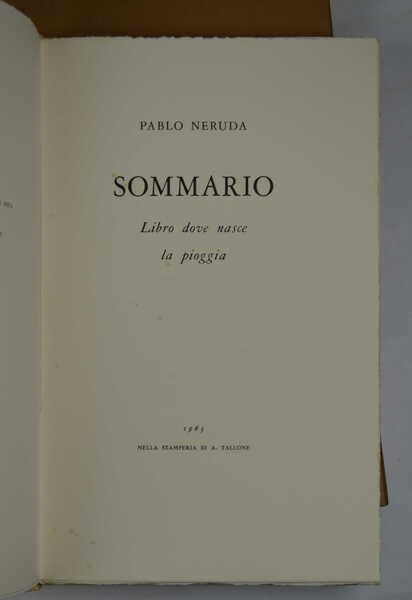 PABLO NERUDA
SOMMARIO
Libro dove nasce
la pioggia
1963
NELLA STAMPERIA DI A. TALLONE